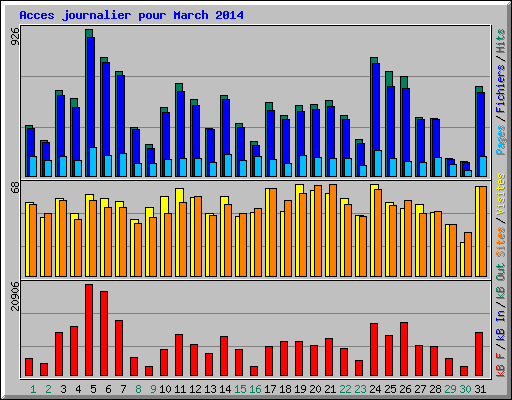 Acces journalier pour March 2014
926
Pages / Fichiers / Hits
68
Sites / Visites
20906
kB F / kB In / kB Out
1 2 3 4 5 6 7 8 9 10 11 12 13 14 15 16 17 18 19 20 21 22 23 24 25 26 27 28 29 30 31